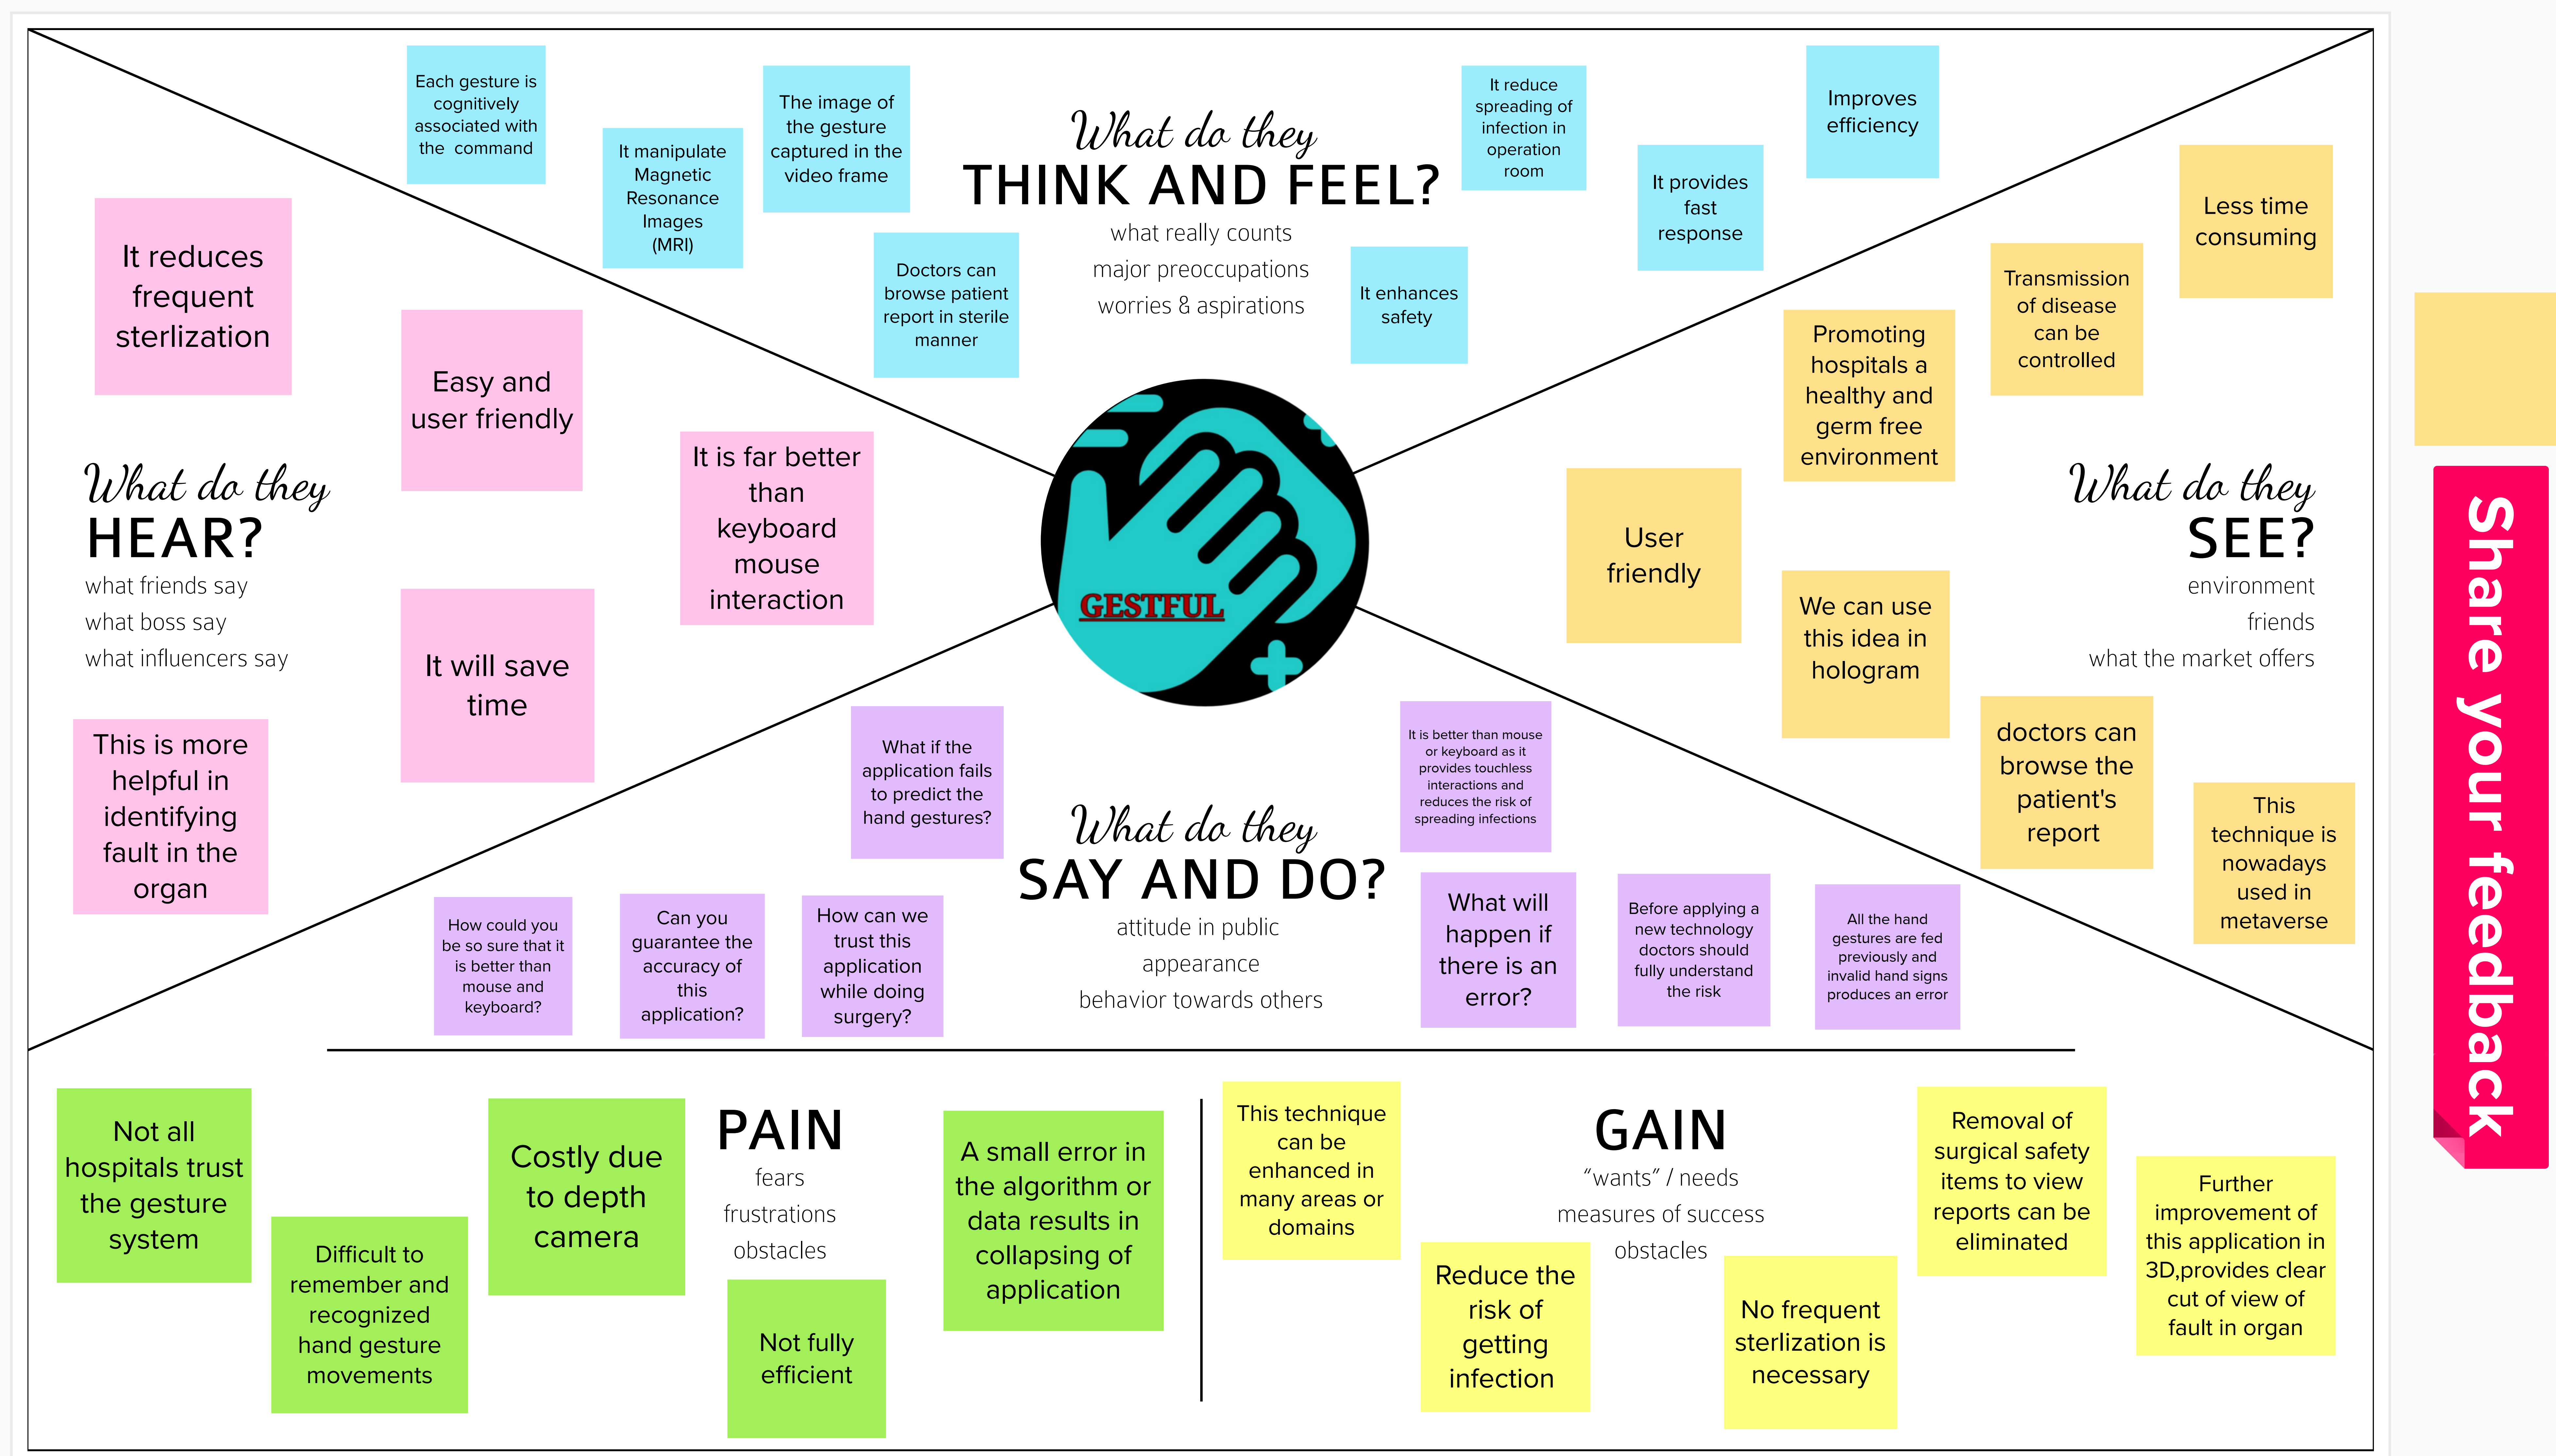 What do they
THINK AND FEEL?
what really counts
major preoccupations
worries & aspirations
Each gesture is
cognitively
associated with
the command
It manipulate
Magnetic
Resonance
Images
(MRI)
The image of
the gesture
captured in the
video frame
Doctors can
browse patient
report in sterile
manner
It reduce
spreading of
infection in
operation
room
It enhances
safety
It provides
fast
response
Improves
efficiency
What do they
HEAR?
what friends say
what boss say
what influencers say
It reduces
frequent
sterlization
Easy and
user friendly
It is far better
than
keyboard
mouse
interaction
It will save
time
This is more
helpful in
identifying
fault in the
organ
GESTFUL
What do they
SEE?
environment
friends
what the market offers
Less time
consuming
Transmission
of disease
can be
controlled
Promoting
hospitals a
healthy and
germ free
environment
User
friendly
We can use
this idea in
hologram
doctors can
browse the
patient's
report
This
technique is
nowadays
used in
metaverse
What do they
SAY AND DO?
attitude in public
appearance
behavior towards others
What if the
application fails
to predict the
hand gestures?
How could you
be so sure that it
is better than
mouse and
keyboard?
Can you
guarantee the
accuracy of
this
application?
How can we
trust this
application
while doing
surgery?
It is better than mouse
or keyboard as it
provides touchless
interactions and
reduces the risk of
spreading infections
What will
happen if
there is an
error?
Before applying a
new technology
doctors should
fully understand
the risk
All the hand
gestures are fed
previously and
invalid hand signs
produces an error
PAIN
fears
frustrations
obstacles
Not all
hospitals trust
the gesture
system
Difficult to
remember and
recognized
hand gesture
movements
Costly due
to depth
camera
Not fully
efficient
A small error in
the algorithm or
data results in
collapsing of
application
GAIN
“wants” / needs
measures of success
obstacles
This technique
can be
enhanced in
many areas or
domains
Reduce the
risk of
getting
infection
No frequent
sterlization is
necessary
Removal of
surgical safety
items to view
reports can be
eliminated
Further
improvement of
this application in
3D,provides clear
cut of view of
fault in organ
Share your feedback